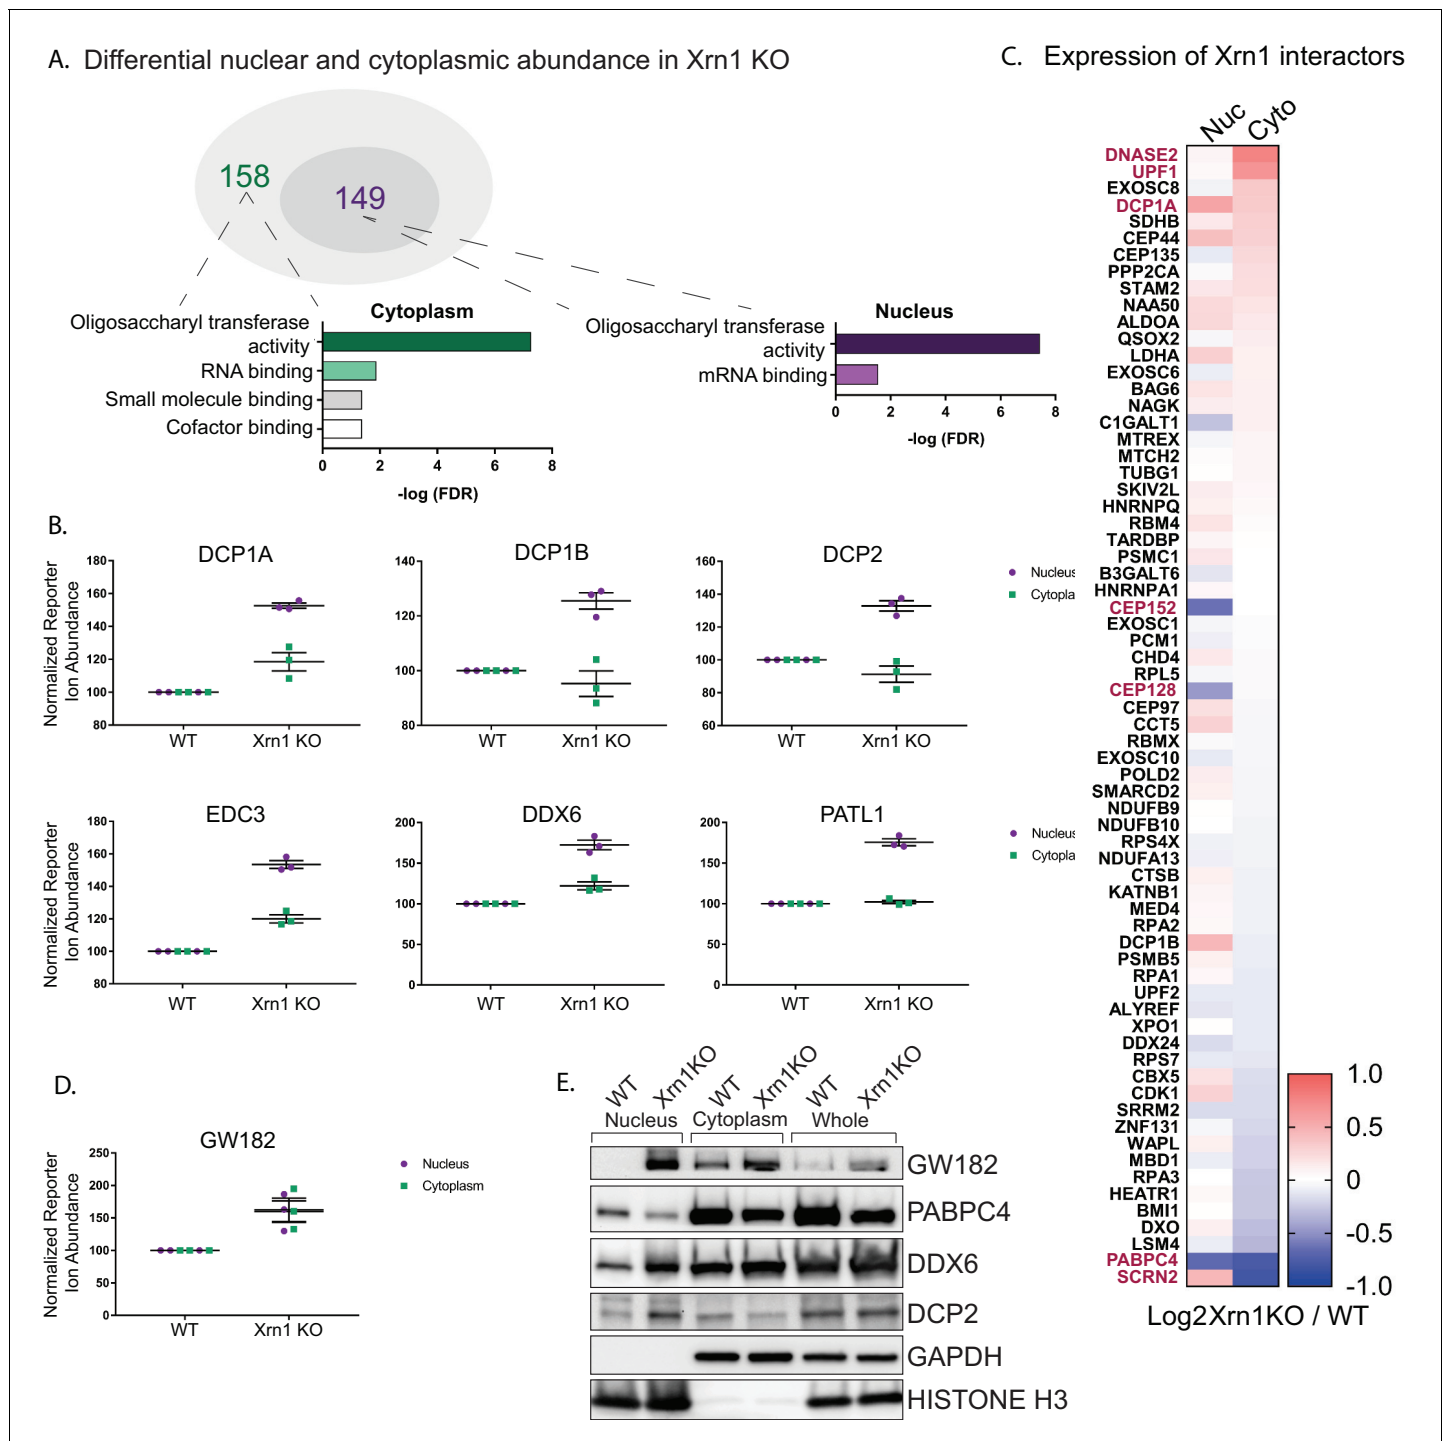 A. Differential nuclear and cytoplasmic abundance in Xrn1 KO
158
149
Cytoplasm
Oligosaccharyl transferase
activity
RNA binding
Small molecule binding
Cofactor binding
0 2 4 6 8
-log (FDR)
Nucleus
Oligosaccharyl transferase
activity
mRNA binding
0 2 4 6 8
-log (FDR)
B.
Normalized Reporter
Ion Abundance
DCP1A
180
160
140
120
100
80
WT Xrn1 KO
DCP1B
140
120
100
80
WT Xrn1 KO
DCP2
160
140
120
100
80
60
WT Xrn1 KO
Nucleus
Cytopla
Normalized Reporter
Ion Abundance
EDC3
180
160
140
120
100
80
WT Xrn1 KO
DDX6
200
150
100
50
0
WT Xrn1 KO
PATL1
200
150
100
50
0
WT Xrn1 KO
Nucleus
Cytopla
C. Expression of Xrn1 interactors
Nuc Cyto
DNASE2
UPF1
EXOSC8
DCP1A
SDHB
CEP44
CEP135
PPP2CA
STAM2
NAA50
ALDOA
QSOX2
LDHA
EXOSC6
BAG6
NAGK
C1GALT1
MTREX
MTCH2
TUBG1
SKIV2L
HNRNPQ
RBM4
TARDBP
PSMC1
B3GALT6
HNRNPA1
CEP152
EXOSC1
PCM1
CHD4
RPL5
CEP128
CEP97
CCT5
RBMX
EXOSC10
POLD2
SMARCD2
NDUFB9
NDUFB10
RPS4X
NDUFA13
CTSB
KATNB1
MED4
RPA2
DCP1B
PSMB5
RPA1
UPF2
ALYREF
XPO1
DDX24
RPS7
CBX5
CDK1
SRRM2
ZNF131
WAPL
MBD1
RPA3
HEATR1
BMI1
DXO
LSM4
PABPC4
SCRN2
1.0
0.5
0
-0.5
-1.0
Log2Xrn1KO / WT
D.
Normalized Reporter
Ion Abundance
GW182
250
200
150
100
50
0
WT Xrn1 KO
Nucleus
Cytoplasm
E.
WT Xrn1KO WT Xrn1KO WT Xrn1KO
Nucleus Cytoplasm Whole
GW182
PABPC4
DDX6
DCP2
GAPDH
HISTONE H3